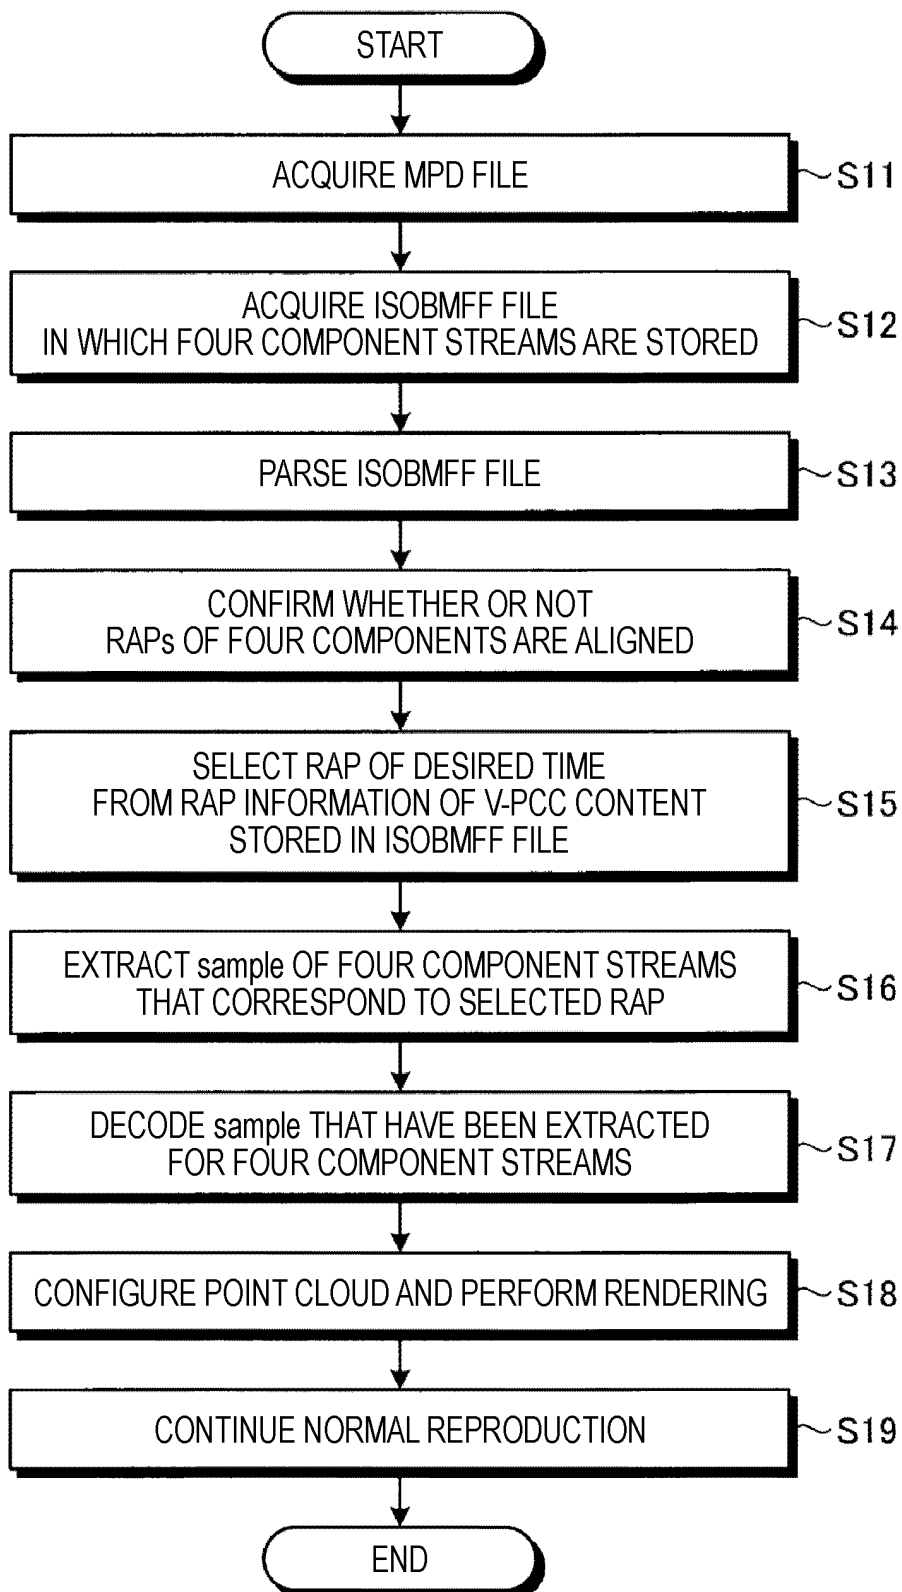 START
ACQUIRE MPD FILE
S11
ACQUIRE ISOBMFF FILE
IN WHICH FOUR COMPONENT STREAMS ARE STORED
S12
PARSE ISOBMFF FILE
S13
CONFIRM WHETHER OR NOT
RAPs OF FOUR COMPONENTS ARE ALIGNED
S14
SELECT RAP OF DESIRED TIME
FROM RAP INFORMATION OF V-PCC CONTENT
STORED IN ISOBMFF FILE
S15
EXTRACT sample OF FOUR COMPONENT STREAMS
THAT CORRESPOND TO SELECTED RAP
S16
DECODE sample THAT HAVE BEEN EXTRACTED
FOR FOUR COMPONENT STREAMS
S17
CONFIGURE POINT CLOUD AND PERFORM RENDERING
S18
CONTINUE NORMAL REPRODUCTION
S19
END